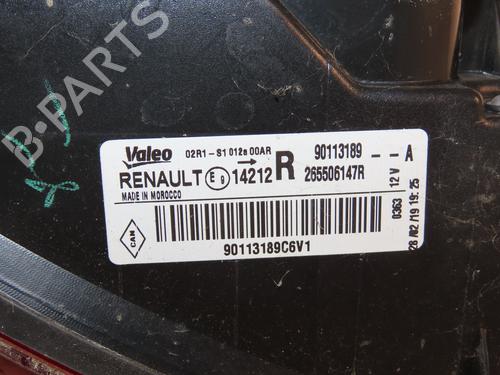 B-PARTS
Valeo 02R1-S1 012a 00AR 90113189 -- A
RENAULT E 14212 R 265506147R
MADE IN MOROCCO
CAN
90113189C6V1
0363 12 V
28/02/19 19:25